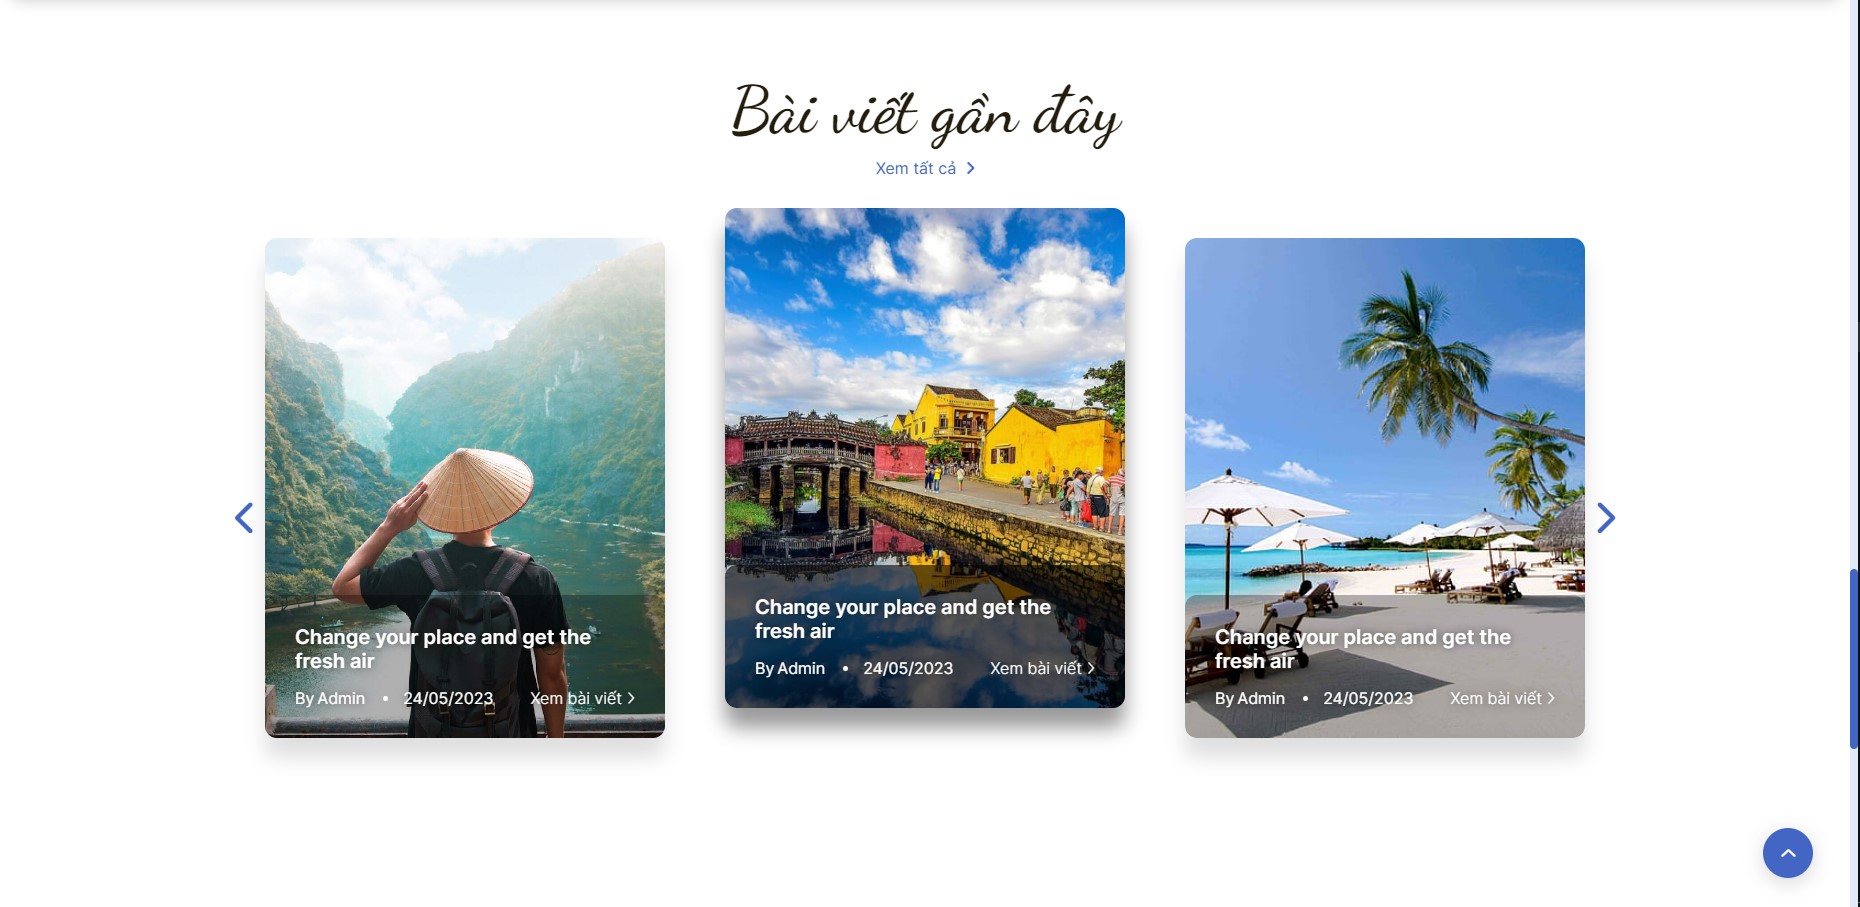 Bài viết gần đây
Xem tất cả
Change your place and get the
fresh air
By Admin • 24/05/2023 Xem bài viết
Change your place and get the
fresh air
By Admin • 24/05/2023 Xem bài viết
Change your place and get the
fresh air
By Admin • 24/05/2023 Xem bài viết